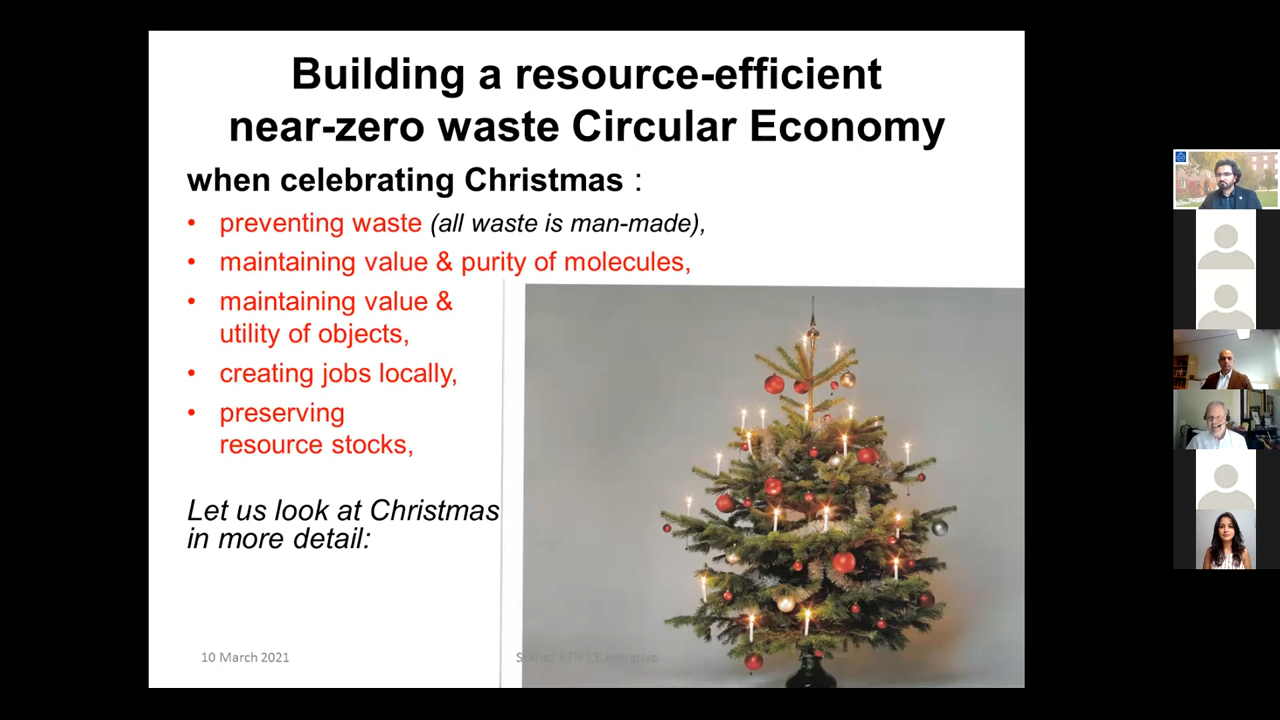 Building a resource-efficient
near-zero waste Circular Economy
when celebrating Christmas :
• preventing waste (all waste is man-made),
• maintaining value & purity of molecules,
• maintaining value &
utility of objects,
• creating jobs locally,
• preserving
resource stocks,
Let us look at Christmas
in more detail:
10 March 2021